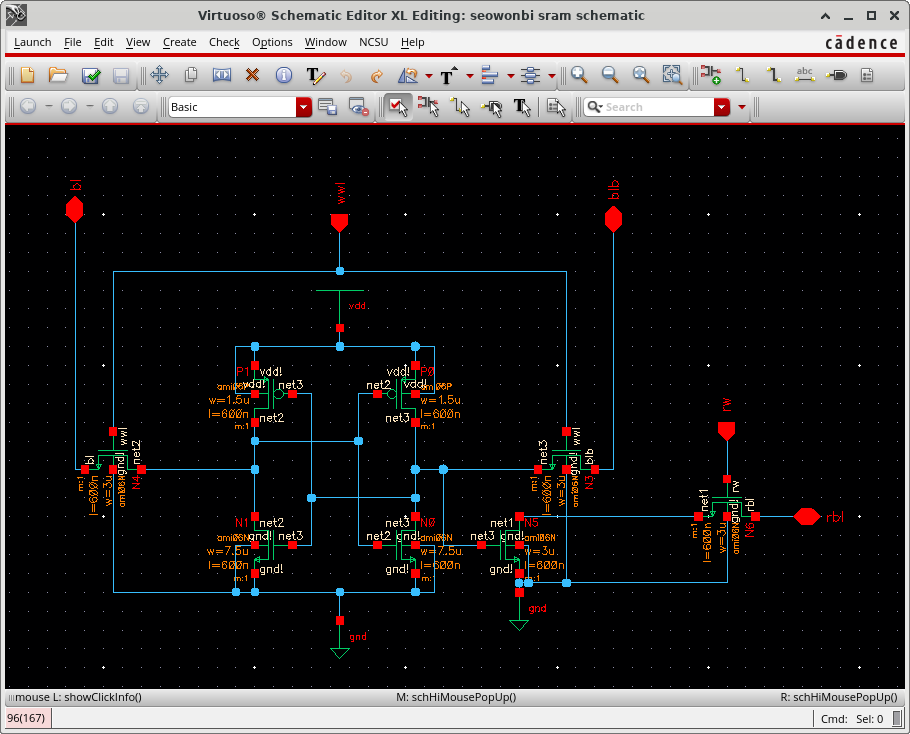 Virtuoso® Schematic Editor XL Editing: seowonbi sram schematic
Launch File Edit View Create Check Options Window NCSU Help
cādence
Basic
Search
bl
wwl
blb
vdd
P1 vdd!
vdd! net3
ami06P
w=1.5u
l=600n
m:1
net2
vdd! P0
net2 vdd!
ami06P
w=1.5u
l=600n
m:1
net3
rw
bl
wwl
net2
gnd!
N4
m:1
l=600n
w=3u
ami06N
net3
wwl
blb
gnd!
N3
m:1
l=600n
w=3u
ami06N
net1
rw
rbl
gnd!
N6
m:1
l=600n
w=3u
ami06N
rbl
N1 net2
gnd! net3
ami06N
w=7.5u
l=600n
m:1
gnd!
net3 N0
net2 gnd!
ami06N
w=7.5u
l=600n
m:1
gnd!
net1 N5
net3 gnd!
ami06N
w=3u
l=600n
m:1
gnd!
gnd
gnd
mouse L: showClickInfo()
M: schHiMousePopUp()
R: schHiMousePopUp()
96(167)
Cmd: Sel: 0